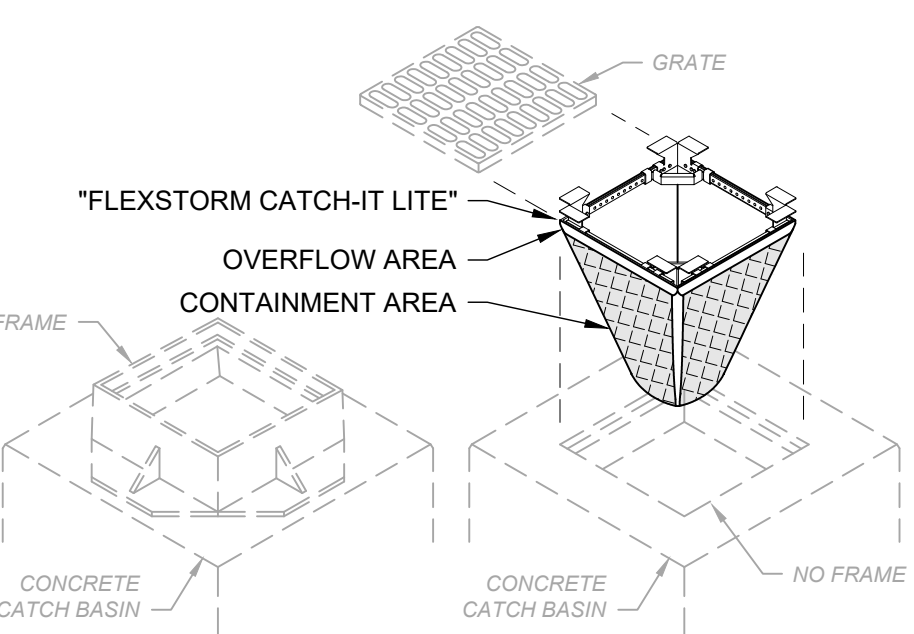 GRATE
"FLEXSTORM CATCH-IT LITE"
OVERFLOW AREA
CONTAINMENT AREA
FRAME
CONCRETE
CATCH BASIN
CONCRETE
CATCH BASIN
NO FRAME